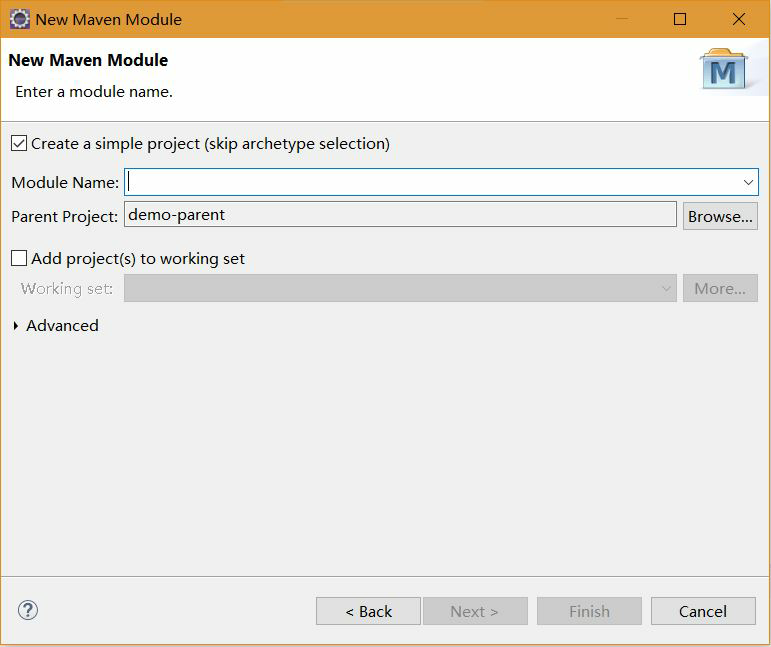 New Maven Module
New Maven Module
Enter a module name.
M
Create a simple project (skip archetype selection)
Module Name:
Parent Project: demo-parent Browse...
Add project(s) to working set
Working set: More...
Advanced
? < Back Next > Finish Cancel